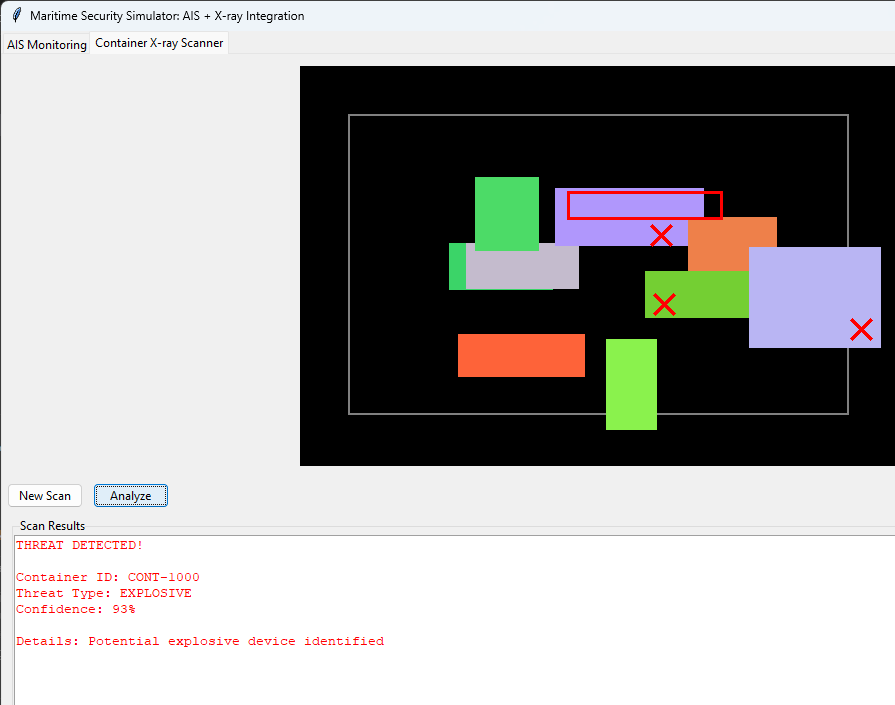 Maritime Security Simulator: AIS + X-ray Integration
AIS Monitoring
Container X-ray Scanner
New Scan
Analyze
Scan Results
THREAT DETECTED!
Container ID: CONT-1000
Threat Type: EXPLOSIVE
Confidence: 93%
Details: Potential explosive device identified